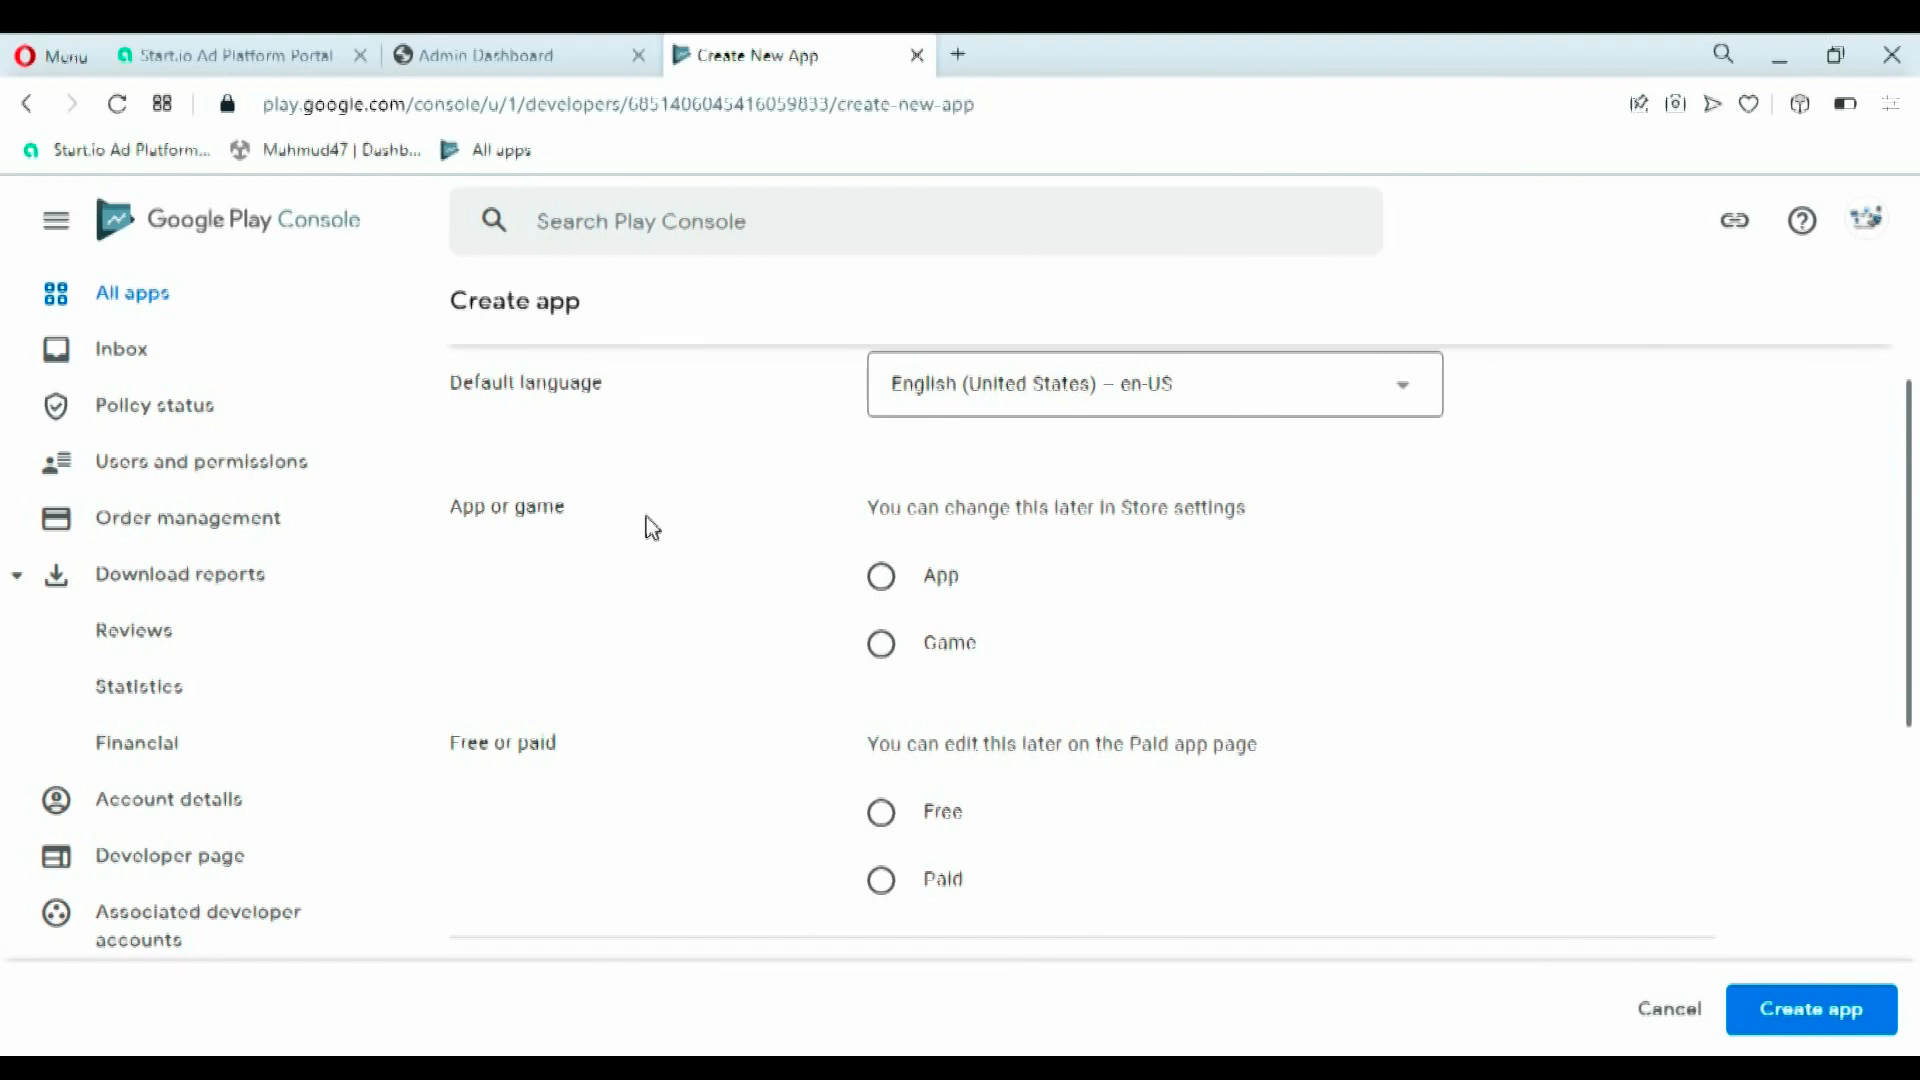 Menu
Start.io Ad Platform Portal
Admin Dashboard
Create New App
play.google.com/console/u/1/developers/6851406045416059833/create-new-app
Start.io Ad Platform...
Mahmud47 | Dashb...
All apps
Google Play Console
Search Play Console
All apps
Inbox
Policy status
Users and permissions
Order management
Download reports
Reviews
Statistics
Financial
Account details
Developer page
Associated developer
accounts
Create app
Default language
English (United States) – en-US
App or game
You can change this later in Store settings
App
Game
Free or paid
You can edit this later on the Paid app page
Free
Paid
Cancel
Create app